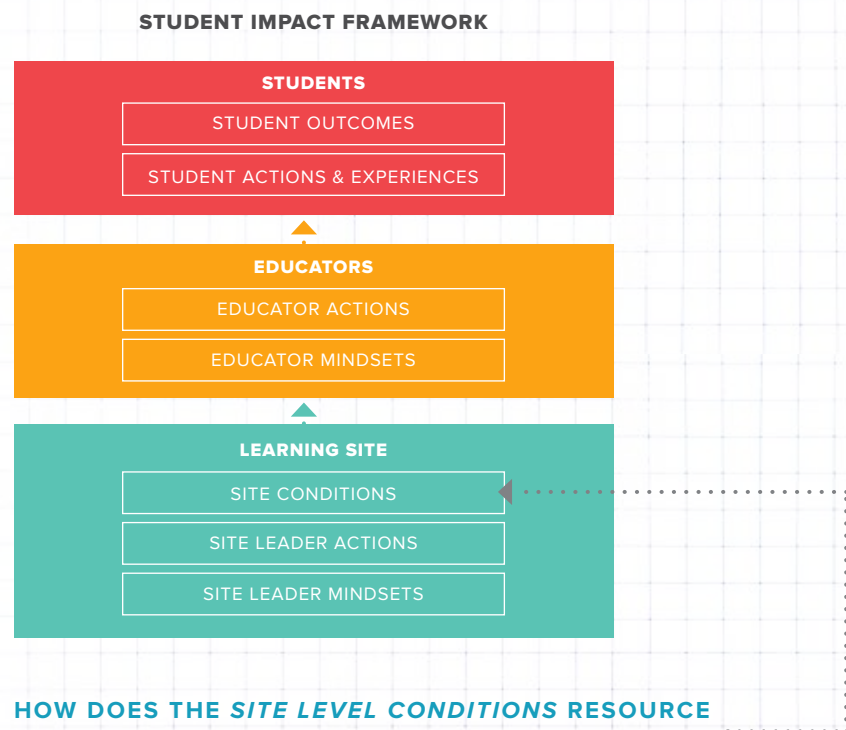 STUDENT IMPACT FRAMEWORK
STUDENTS
STUDENT OUTCOMES
STUDENT ACTIONS & EXPERIENCES
EDUCATORS
EDUCATOR ACTIONS
EDUCATOR MINDSETS
LEARNING SITE
SITE CONDITIONS
SITE LEADER ACTIONS
SITE LEADER MINDSETS
HOW DOES THE SITE LEVEL CONDITIONS RESOURCE